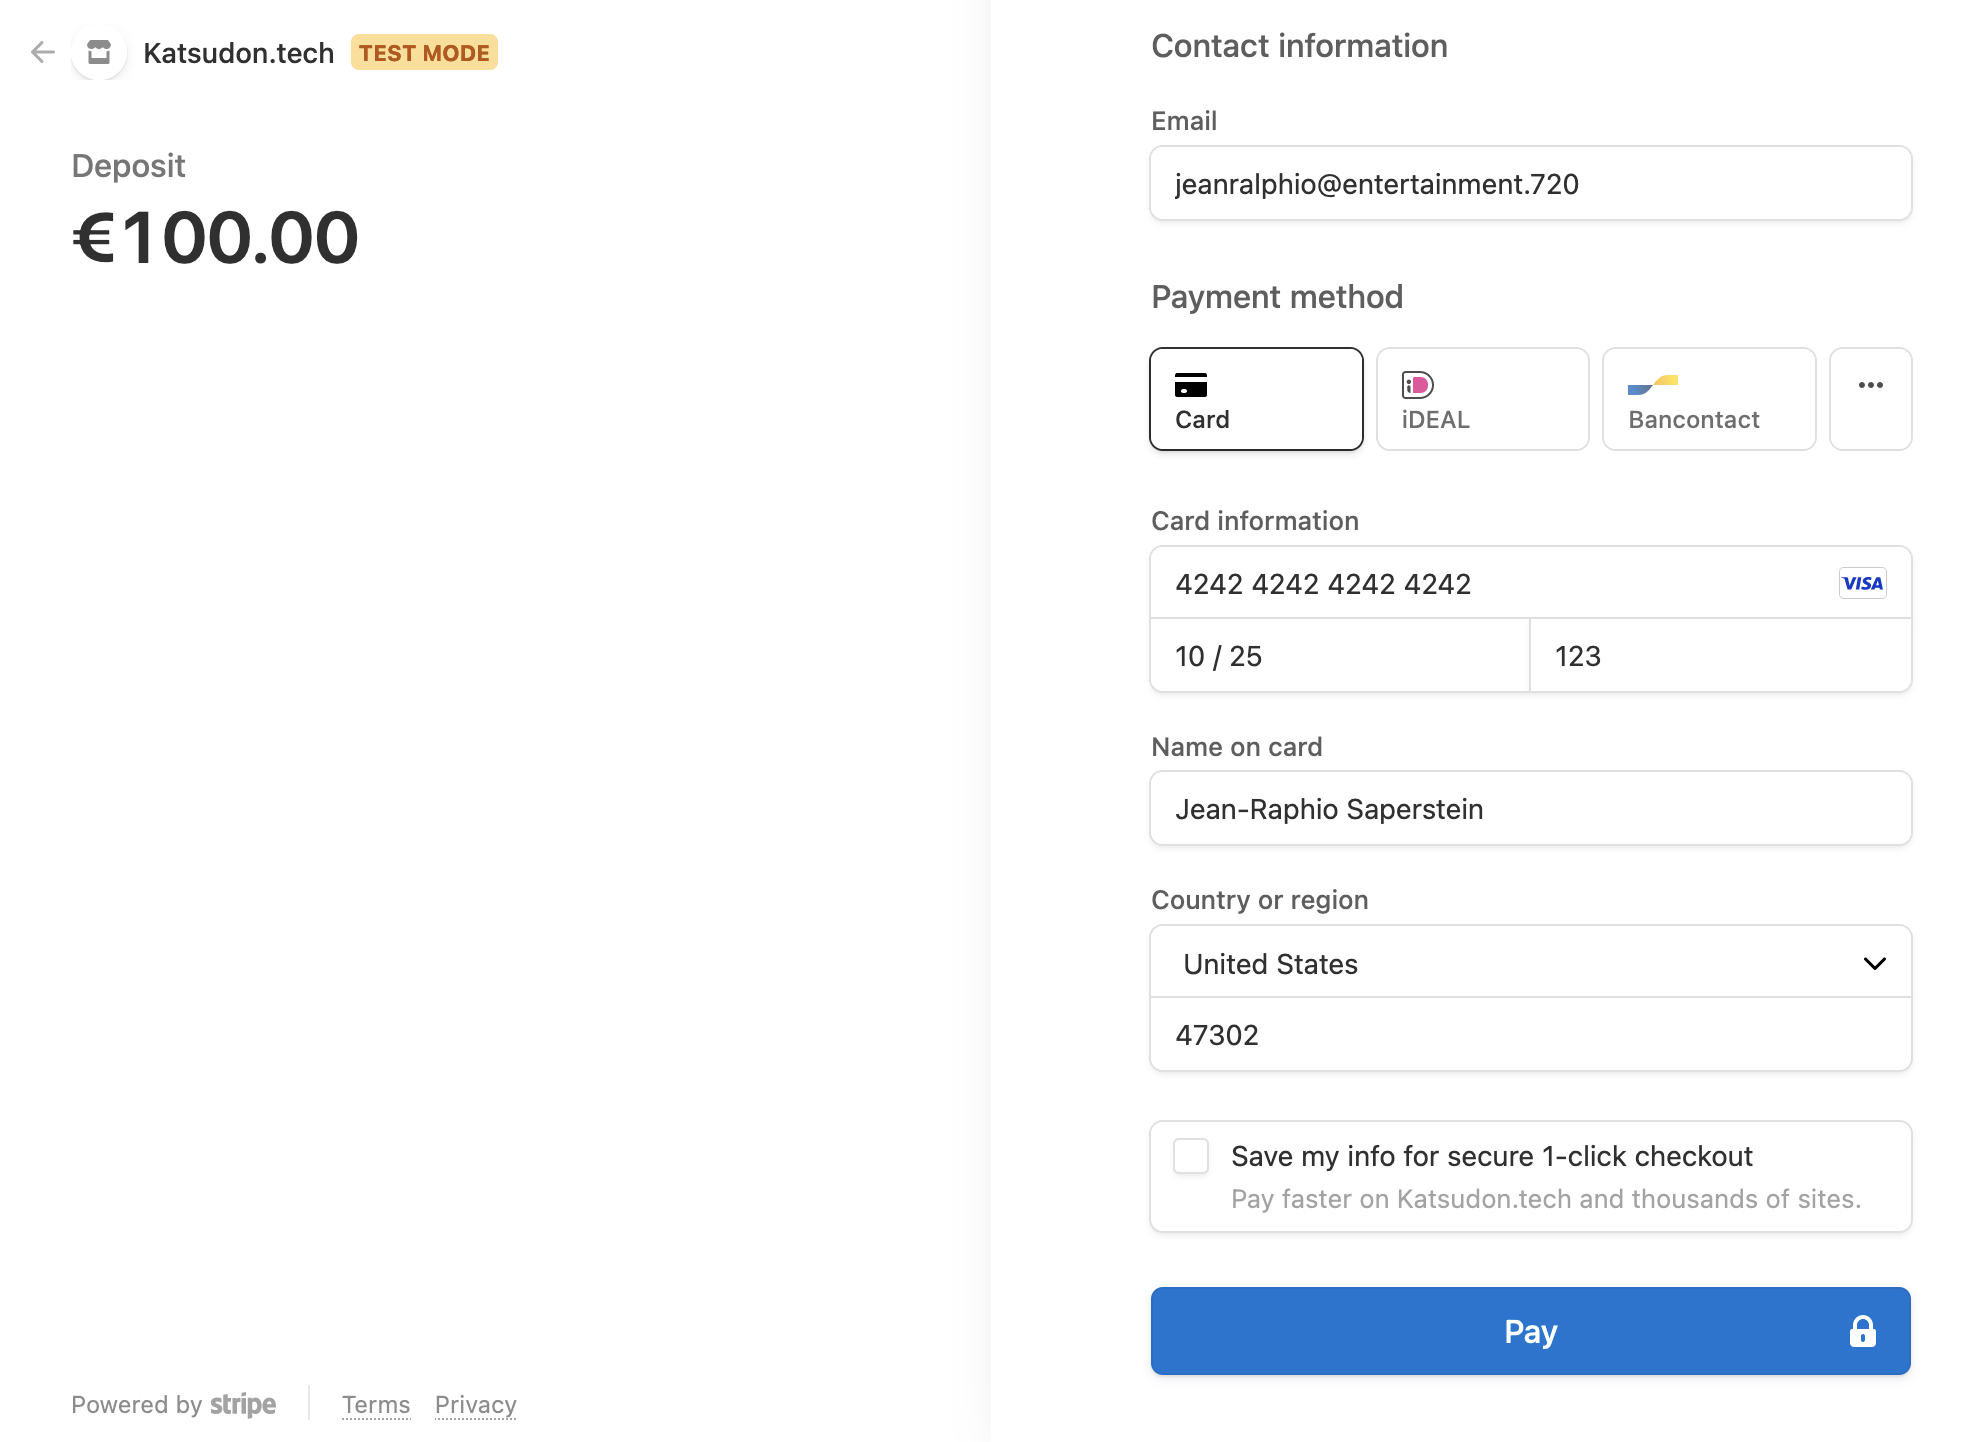 Katsudon.tech TEST MODE
Deposit
€100.00
Powered by stripe
Terms Privacy
Contact information
Email
jeanralphio@entertainment.720
Payment method
Card
iDEAL
Bancontact
•••
Card information
4242 4242 4242 4242 VISA
10 / 25 123
Name on card
Jean-Raphio Saperstein
Country or region
United States
47302
Save my info for secure 1-click checkout
Pay faster on Katsudon.tech and thousands of sites.
Pay